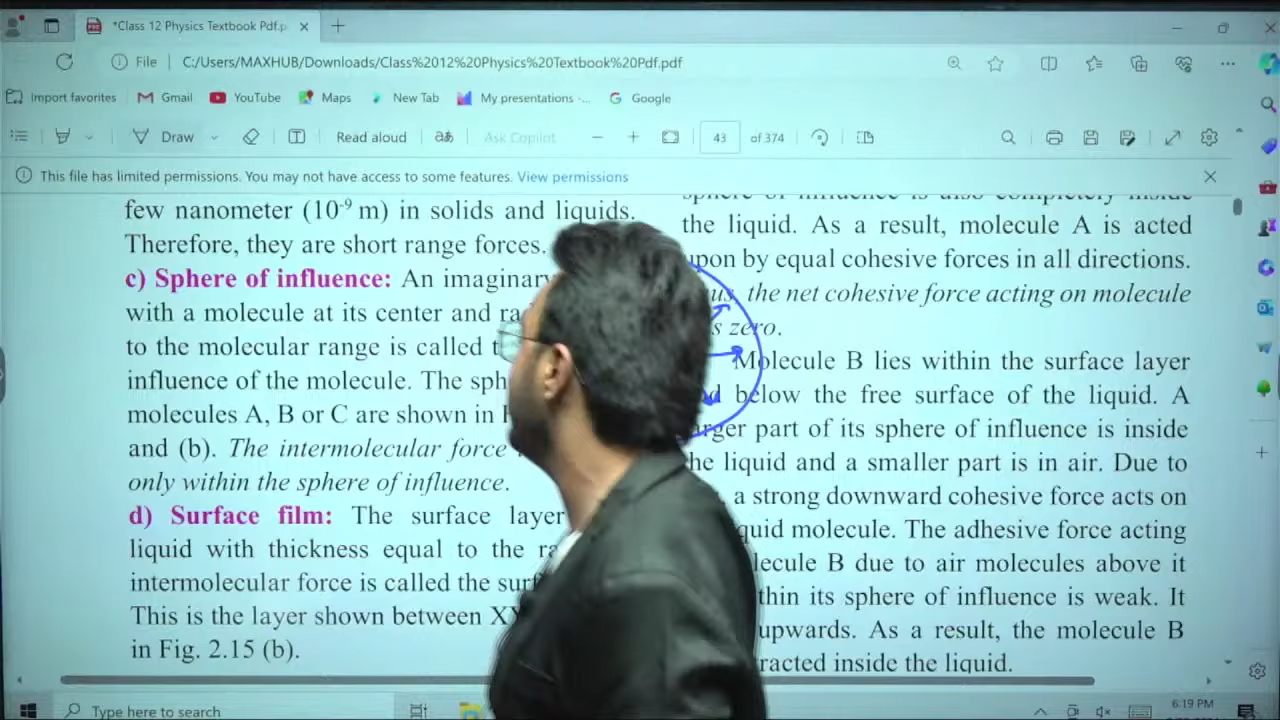 *Class 12 Physics Textbook Pdf.p
File
C:/Users/MAXHUB/Downloads/Class%2012%20Physics%20Textbook%20Pdf.pdf
Import favorites Gmail YouTube Maps New Tab My presentations -... Google
Draw Read aloud Ask Copilot 43 of 374
This file has limited permissions. You may not have access to some features. View permissions
few nanometer (10⁻⁹ m) in solids and liquids.
Therefore, they are short range forces.
c) Sphere of influence: An imaginary
with a molecule at its center and
to the molecular range is called
influence of the molecule. The
molecules A, B or C are shown in
and (b). The intermolecular force
only within the sphere of influence.
d) Surface film: The surface layer
liquid with thickness equal to the
intermolecular force is called the
This is the layer shown between
in Fig. 2.15 (b).
sphere of influence is also completely inside
the liquid. As a result, molecule A is acted
upon by equal cohesive forces in all directions.
the net cohesive force acting on molecule
zero.
Molecule B lies within the surface layer
below the free surface of the liquid. A
larger part of its sphere of influence is inside
the liquid and a smaller part is in air. Due to
a strong downward cohesive force acts on
molecule. The adhesive force acting
B due to air molecules above it
its sphere of influence is weak. It
upwards. As a result, the molecule B
inside the liquid.
Type here to search
6:19 PM